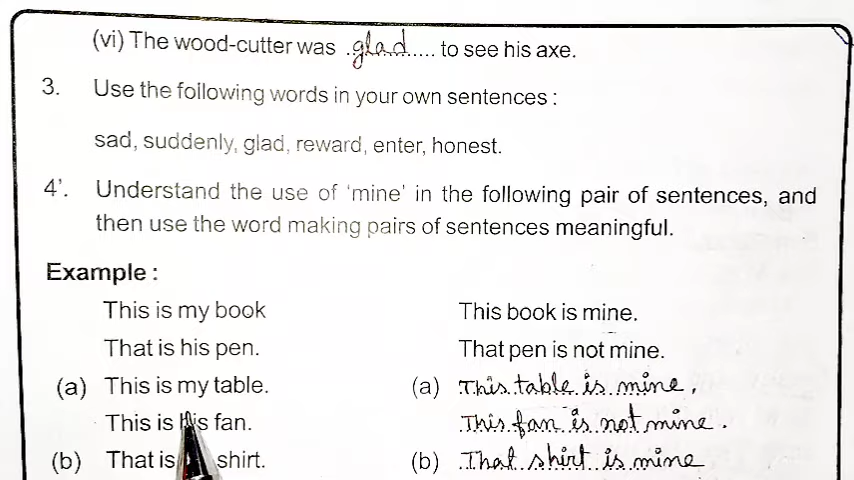 (vi) The wood-cutter was .glad.... to see his axe.
3. Use the following words in your own sentences :
sad, suddenly, glad, reward, enter, honest.
4'. Understand the use of 'mine' in the following pair of sentences, and
then use the word making pairs of sentences meaningful.
Example :
This is my book This book is mine.
That is his pen. That pen is not mine.
(a) This is my table. (a) This table is mine.
This is his fan. This fan is not mine.
(b) That is shirt. (b) That shirt is mine